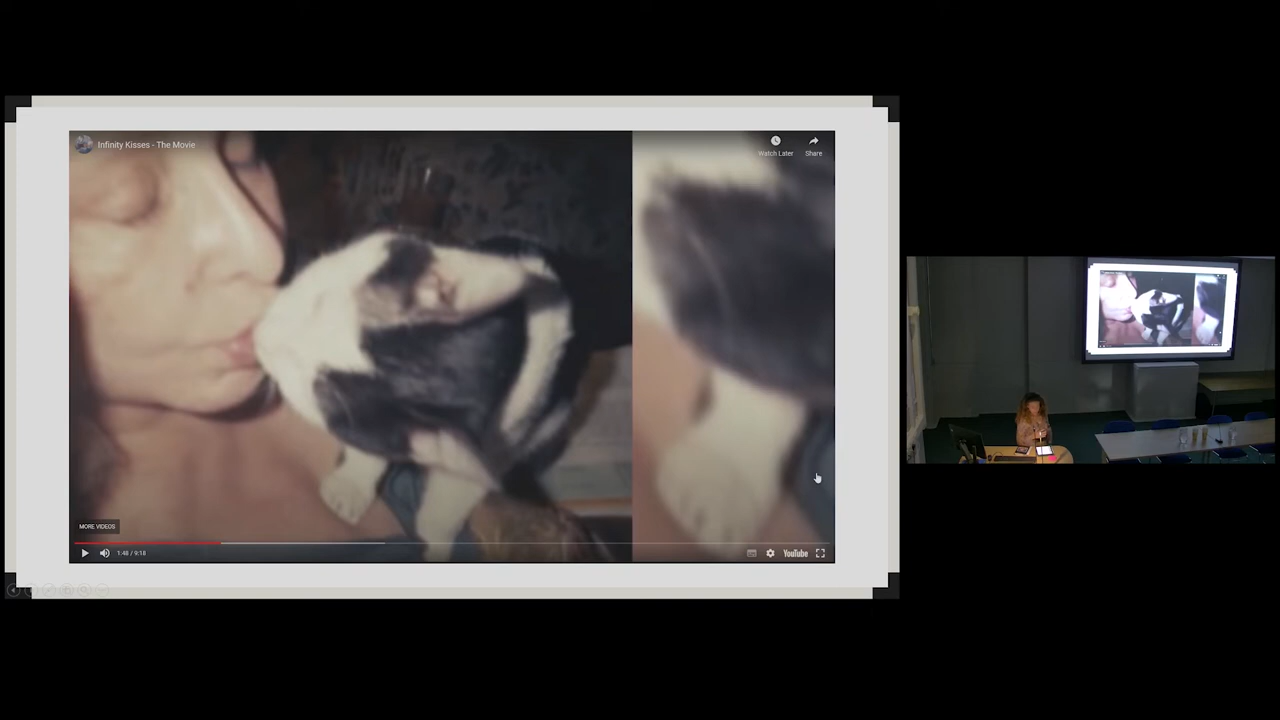 Infinity Kisses - The Movie
Watch Later
Share
MORE VIDEOS
1:48 / 9:18
YouTube